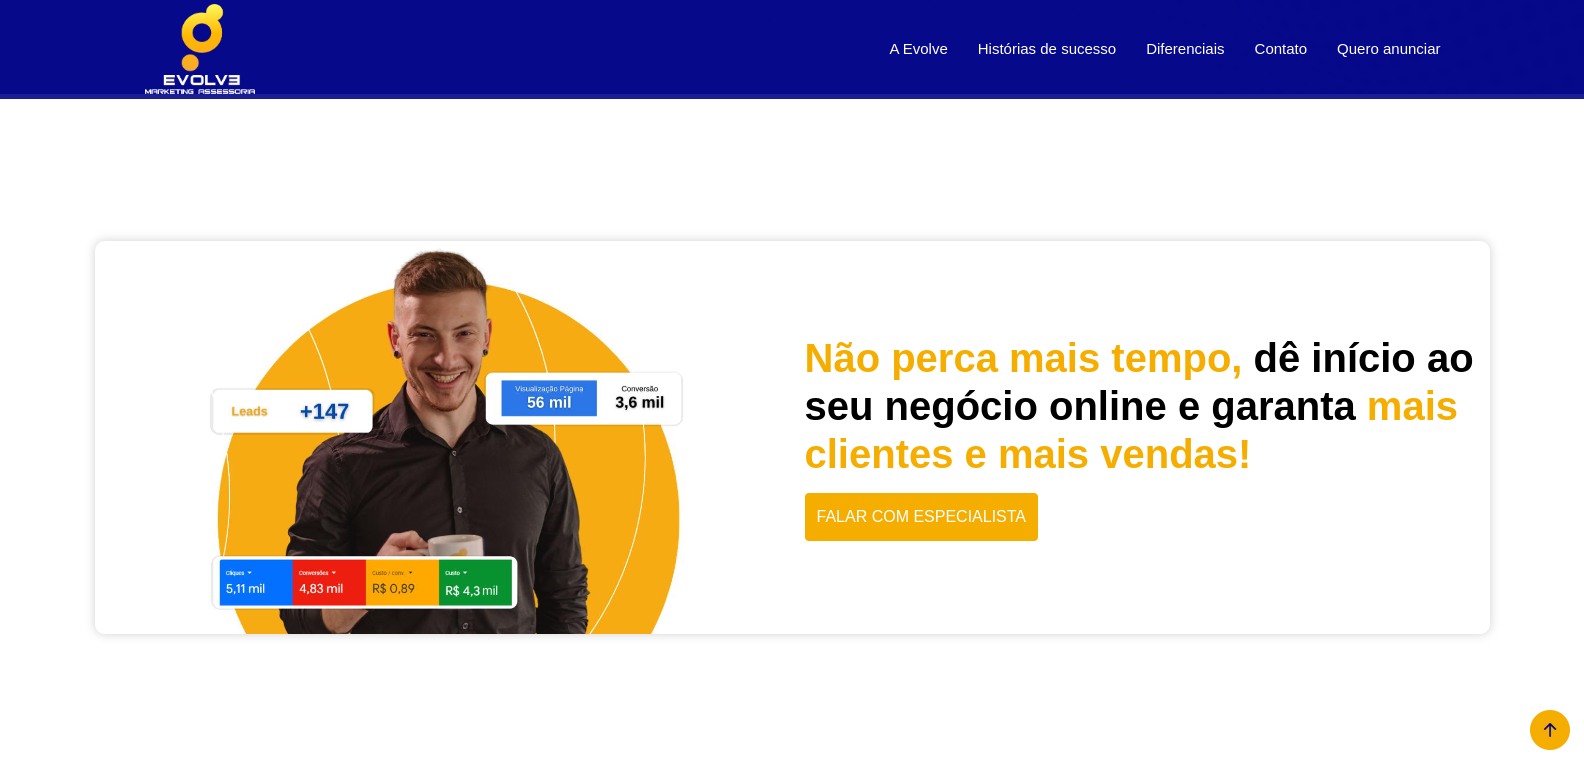 EVOLVE
MARKETING ASSESSORIA
A Evolve
Histórias de sucesso
Diferenciais
Contato
Quero anunciar
Leads +147
Visualização Página
56 mil
Conversão
3,6 mil
Cliques
5,11 mil
Conversões
4,83 mil
Custo / conv.
R$ 0,89
Custo
R$ 4,3 mil
Não perca mais tempo, dê início ao
seu negócio online e garanta mais
clientes e mais vendas!
FALAR COM ESPECIALISTA